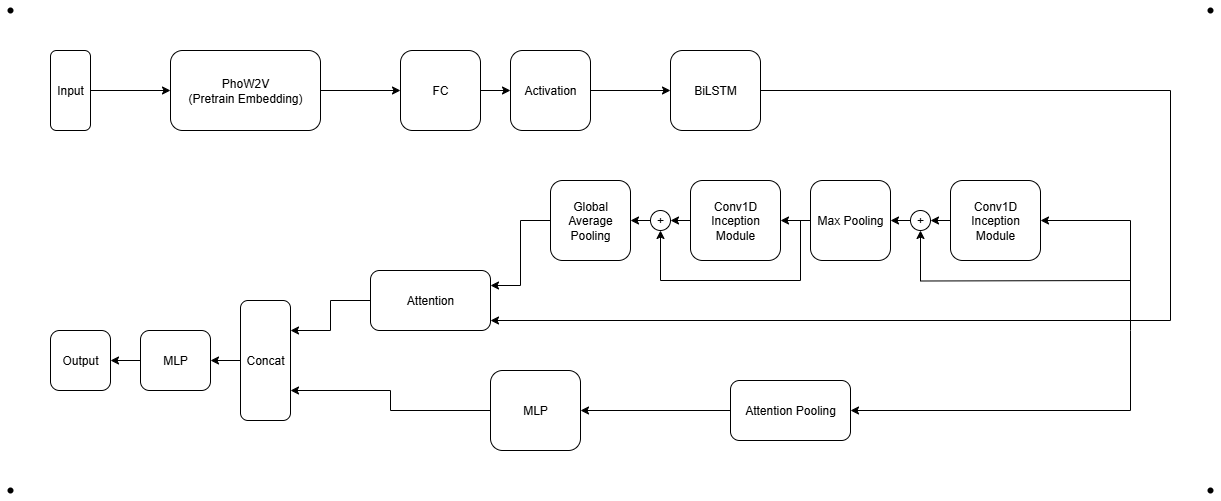 Input
PhoW2V
(Pretrain Embedding)
FC
Activation
BiLSTM
Global
Average
Pooling
+
Conv1D
Inception
Module
Max Pooling
+
Conv1D
Inception
Module
Attention
Output
MLP
Concat
MLP
Attention Pooling